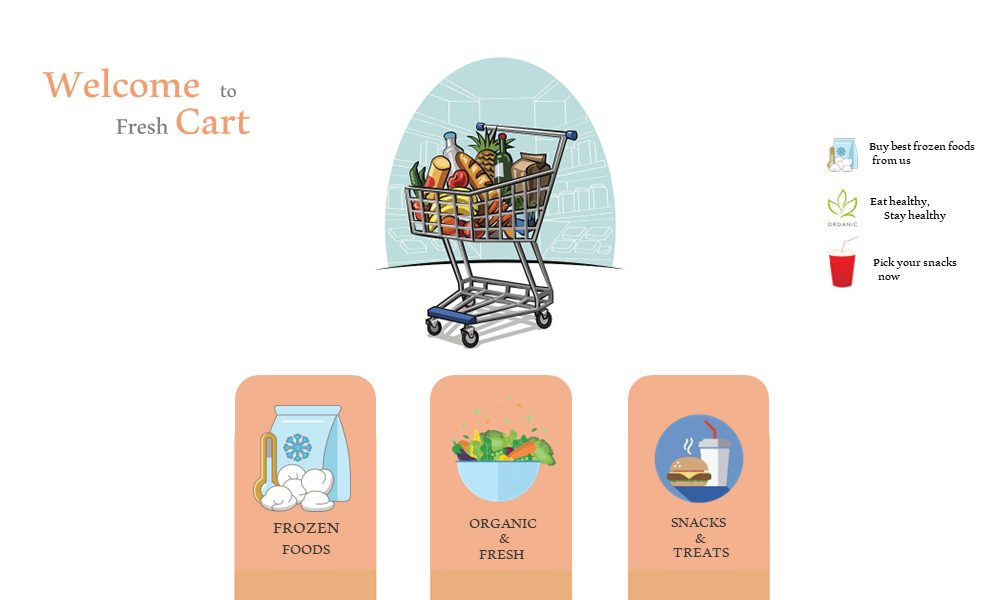 Welcome to
Fresh Cart
Buy best frozen foods
from us
Eat healthy,
Stay healthy
ORGANIC
Pick your snacks
now
FROZEN
FOODS
ORGANIC
&
FRESH
SNACKS
&
TREATS